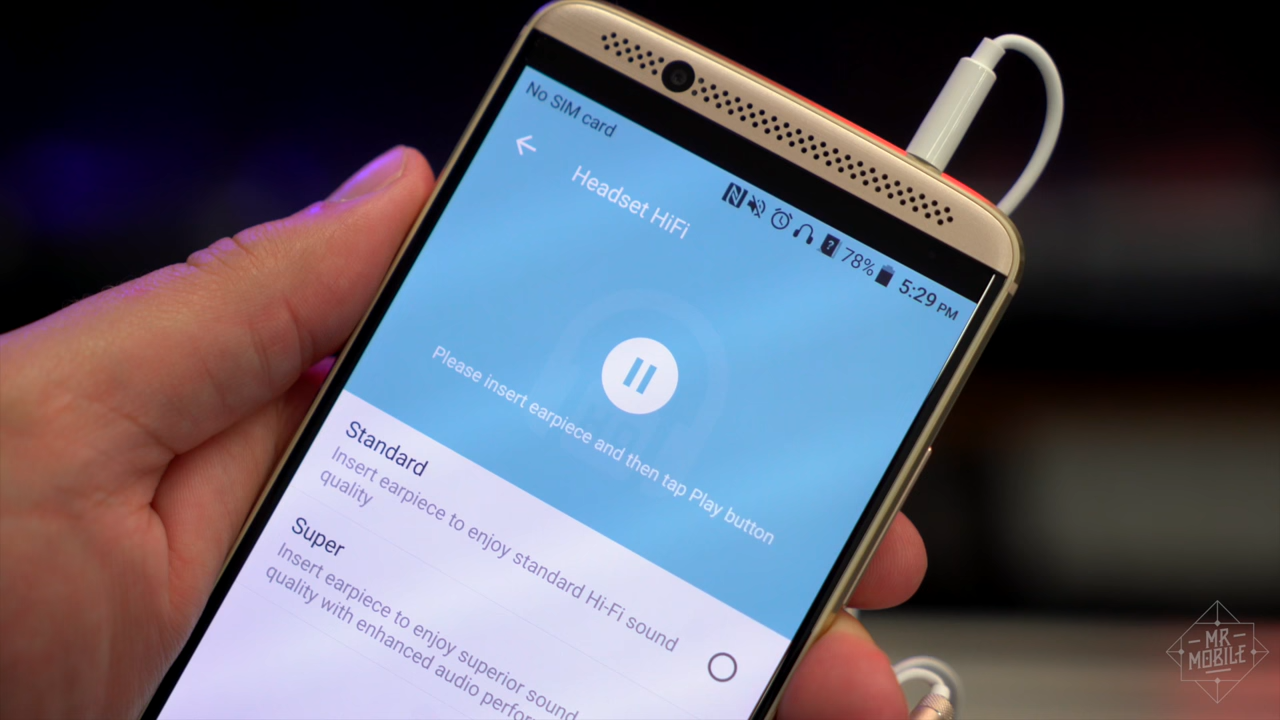 No SIM card
78% 5:29 PM
Headset HiFi
Please insert earpiece and then tap Play button
Standard
Insert earpiece to enjoy standard Hi-Fi sound
quality
Super
Insert earpiece to enjoy superior sound
quality with enhanced audio perfor
MR
MOBILE